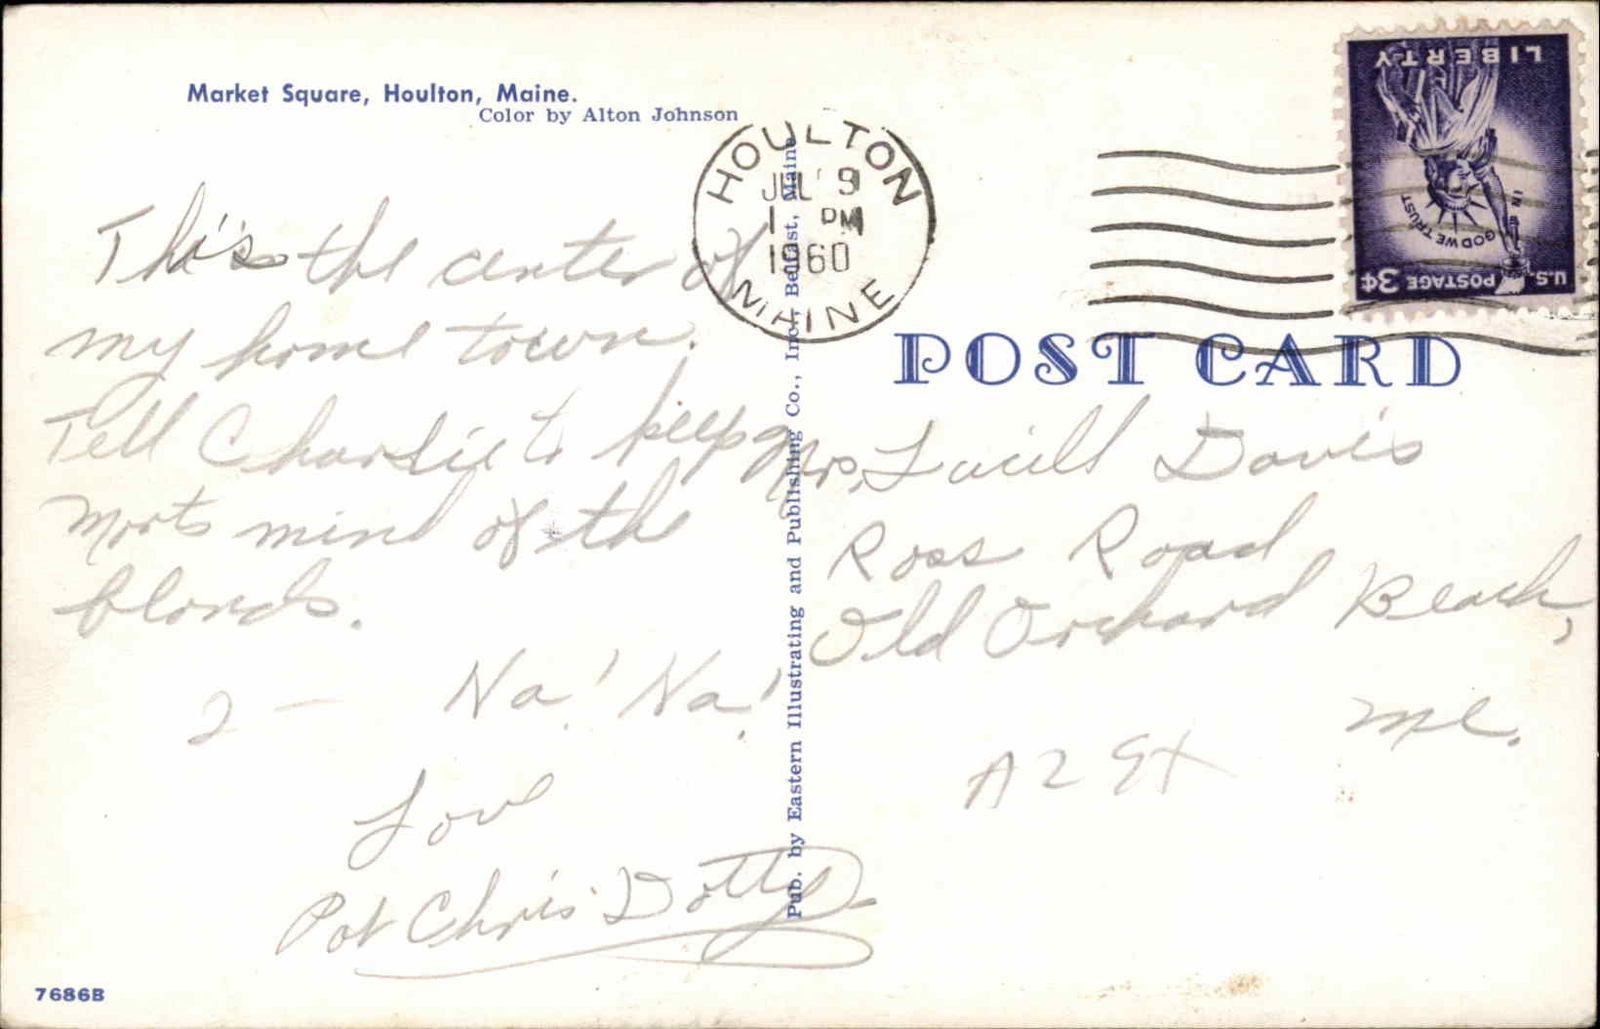 Market Square, Houlton, Maine.
Color by Alton Johnson
This the center of
my home town.
Tell Charlie to keep
Morts mind of the
blonds.
Na! Na!
2 –
Love
Pat Chris Dotty
7686B
Pub. by Eastern Illustrating and Publishing Co., Inc., Belfast, Maine
HOULTON
JUL 9
1 PM
1960
MAINE
LIBERTY
IN GOD WE TRUST
U.S. POSTAGE 3¢
POST CARD
Mrs. Lucill Davis
Ross Road
Old Orchard Beach,
Me.